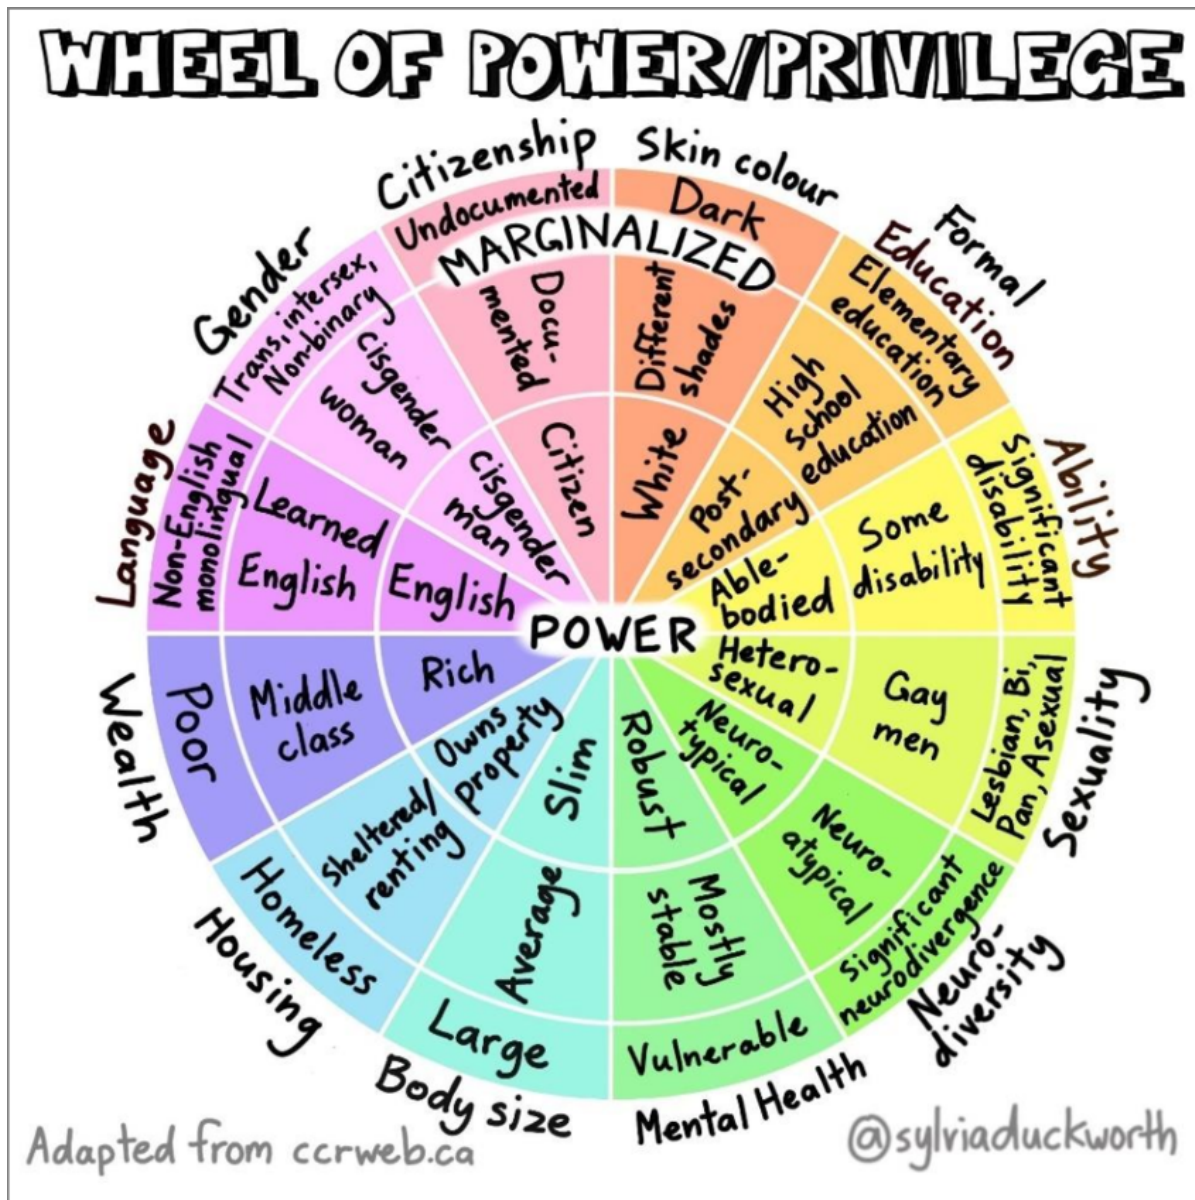 WHEEL OF POWER/PRIVILEGE
Citizenship
Undocumented
Docu-
mented
Citizen
Skin colour
Dark
Different
shades
White
Formal
Education
Elementary
education
High
school
education
Post-
secondary
Ability
Significant
disability
Some
disability
Able-
bodied
Sexuality
Lesbian, Bi,
Pan, Asexual
Gay
men
Hetero-
sexual
Neuro-
diversity
Significant
neurodivergence
Neuro-
atypical
Neuro-
typical
Mental Health
Vulnerable
Mostly
stable
Robust
Body size
Large
Average
Slim
Housing
Homeless
Sheltered/
renting
Owns
property
Wealth
Poor
Middle
class
Rich
Language
Non-English
monolingual
Learned
English
English
Gender
Trans, intersex,
Non-binary
cisgender
woman
cisgender
man
MARGINALIZED
POWER
Adapted from ccrweb.ca
@sylviaduckworth